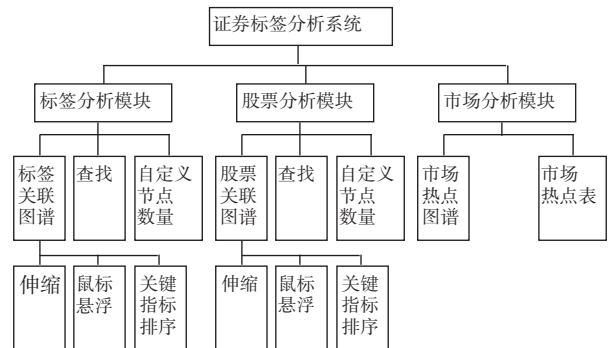 证券标签分析系统
标签分析模块
股票分析模块
市场分析模块
标签
关联
图谱
查找
自定义
节点
数量
股票
关联
图谱
查找
自定义
节点
数量
市场
热点
图谱
市场
热点表
伸缩
鼠标
悬浮
关键
指标
排序
伸缩
鼠标
悬浮
关键
指标
排序